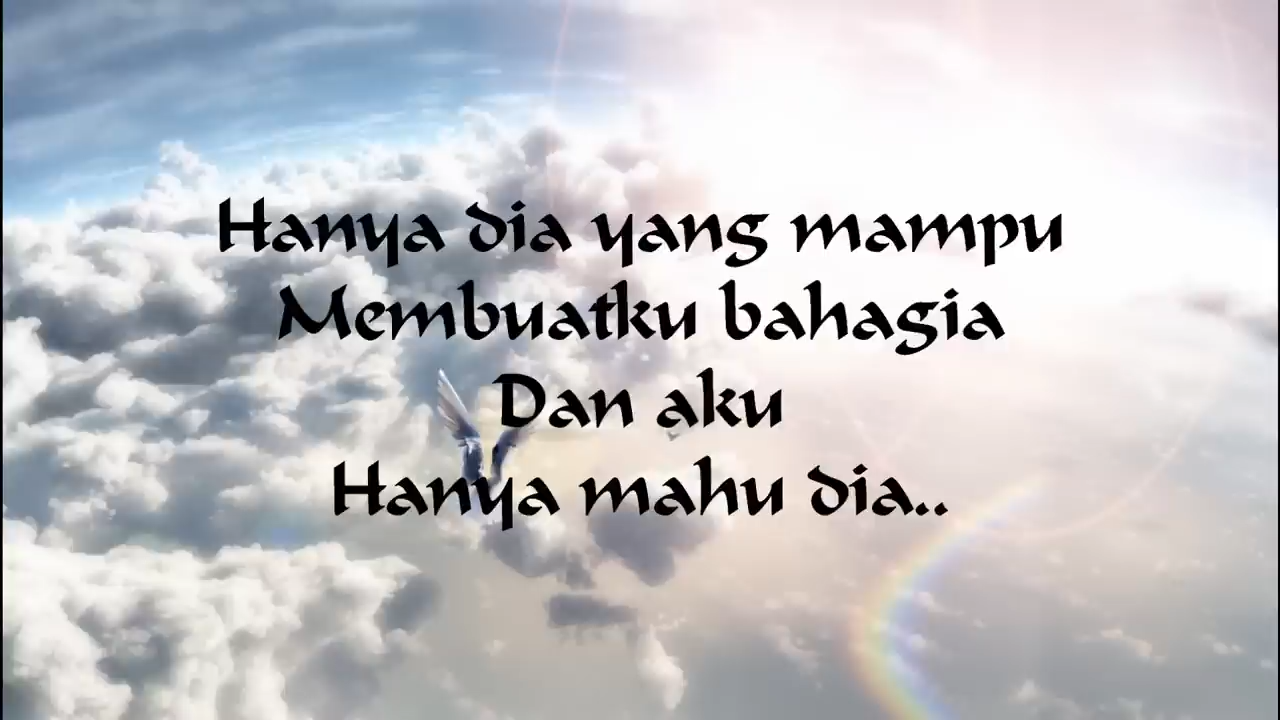 Hanya dia yang mampu
Membuatku bahagia
Dan aku
Hanya mahu dia..